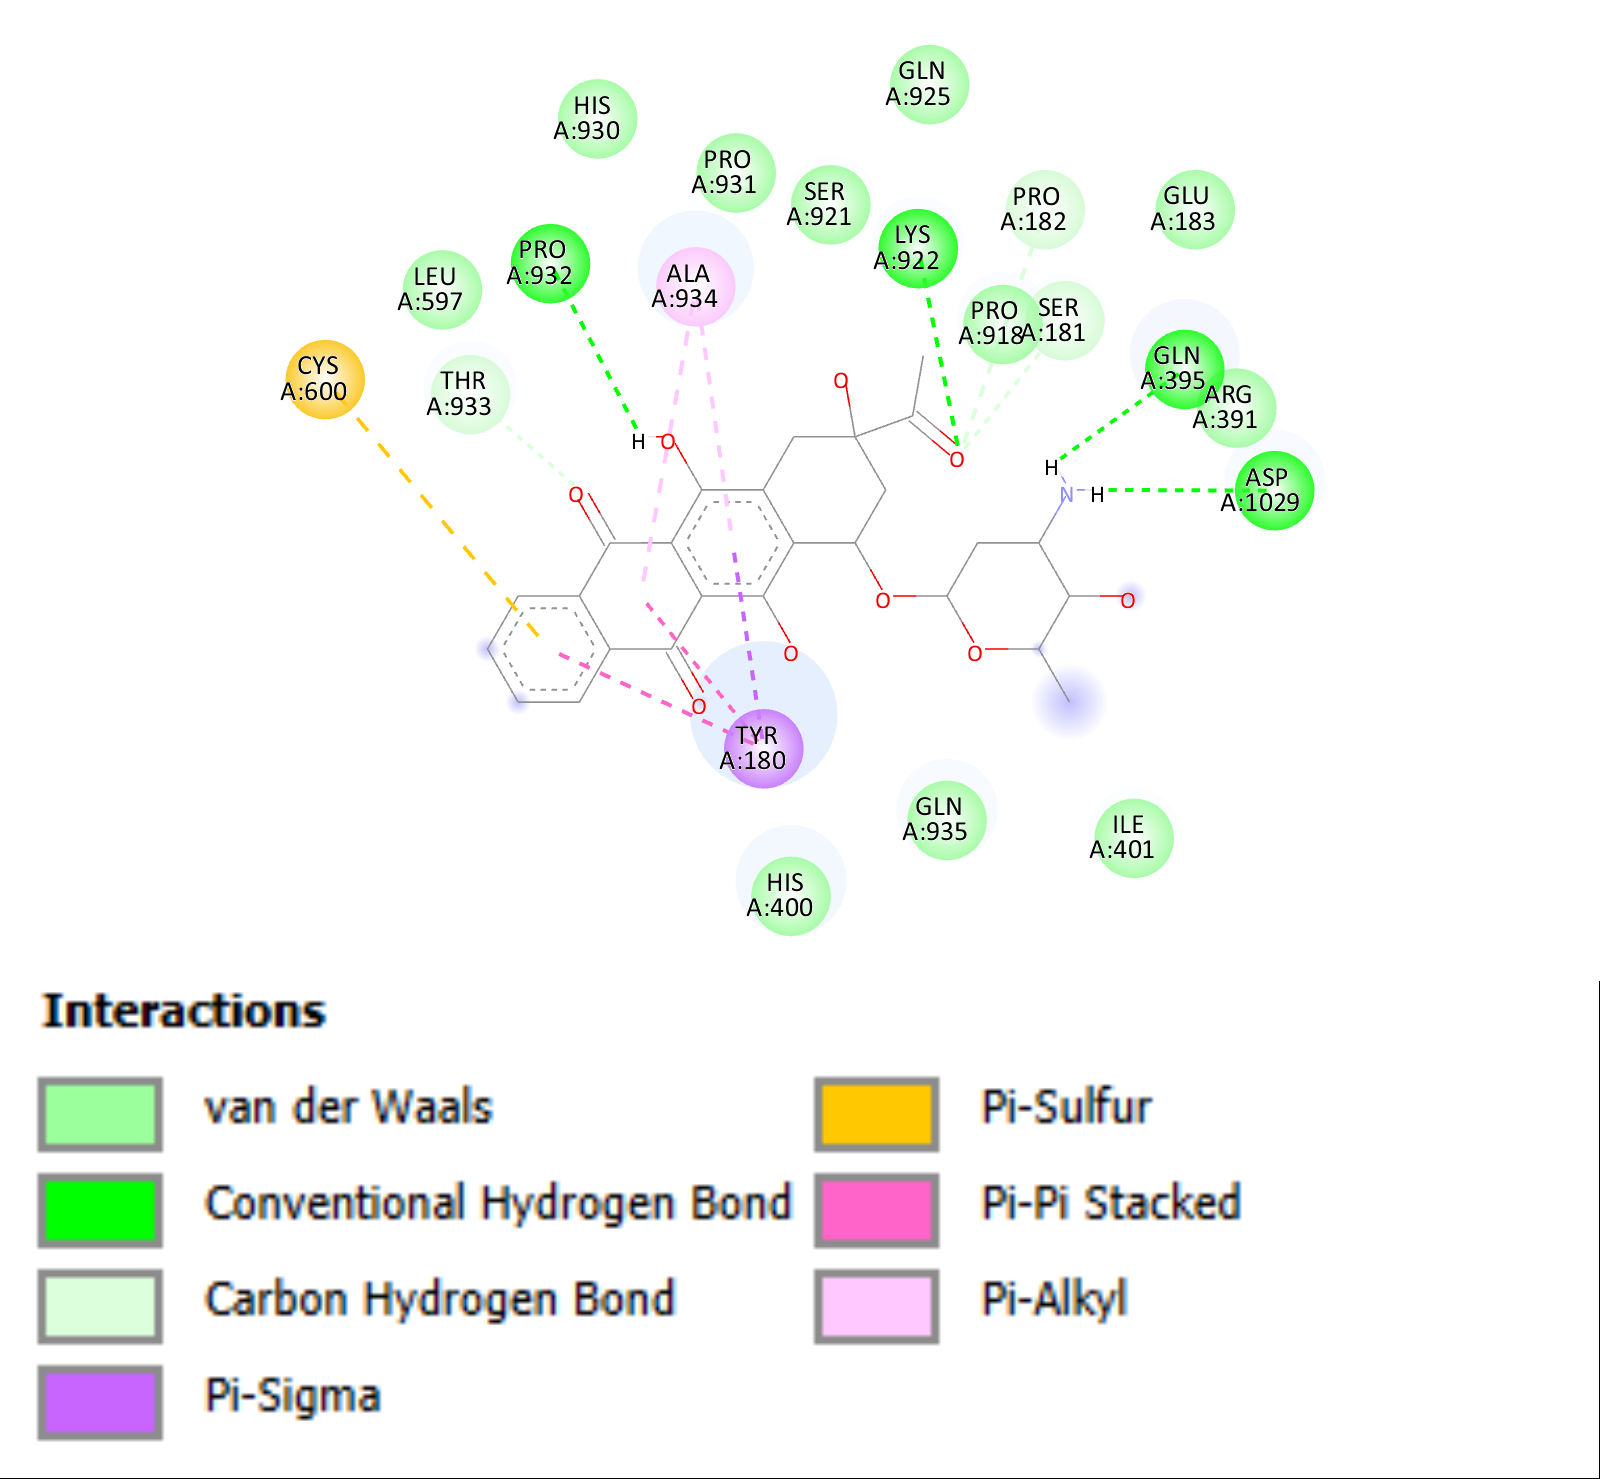 GLN
A:925
HIS
A:930
PRO
A:931
SER
A:921
PRO
A:182
GLU
A:183
LYS
A:922
PRO
A:932
LEU
A:597
ALA
A:934
PRO
A:918
SER
A:181
GLN
A:395
CYS
A:600
THR
A:933
ARG
A:391
O
H
O
O
H
ASP
A:1029
O
N
H
O
O
O
O
O
O
TYR
A:180
GLN
A:935
ILE
A:401
HIS
A:400
Interactions
van der Waals
Pi-Sulfur
Conventional Hydrogen Bond
Pi-Pi Stacked
Carbon Hydrogen Bond
Pi-Alkyl
Pi-Sigma